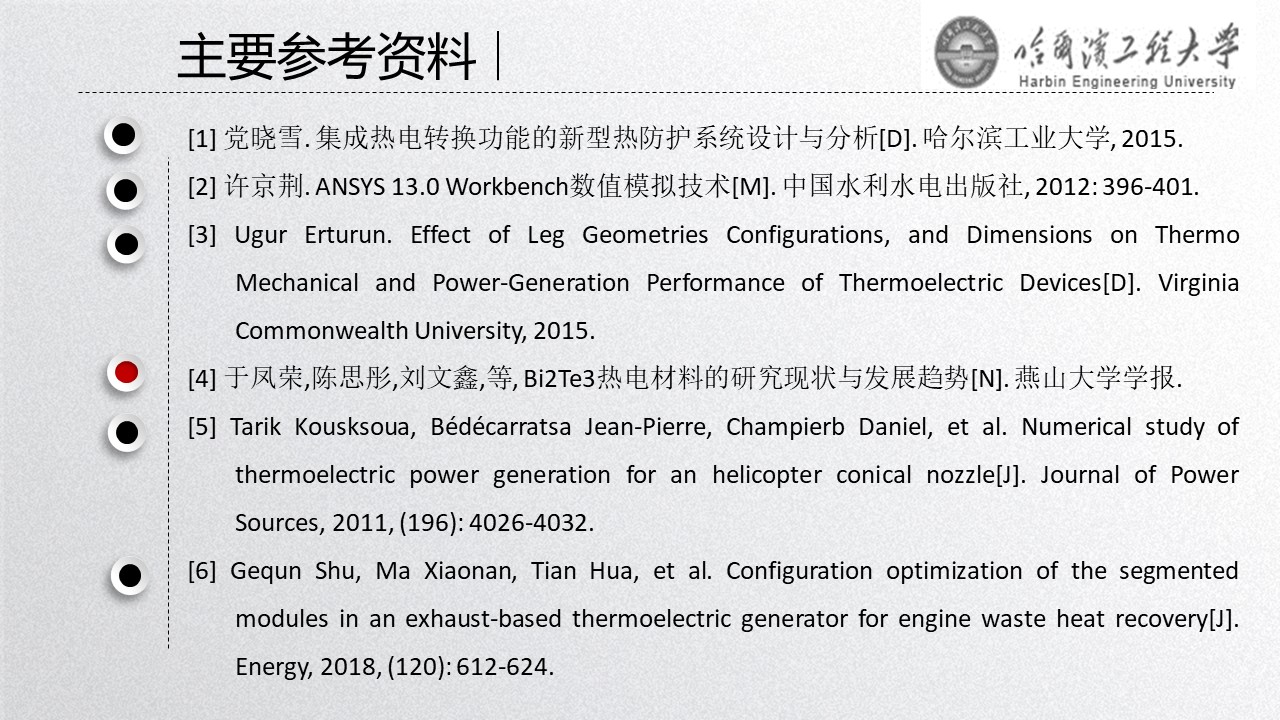 主要参考资料
哈尔滨工程大学
Harbin Engineering University
[1] 党晓雪. 集成热电转换功能的新型热防护系统设计与分析[D]. 哈尔滨工业大学, 2015.
[2] 许京荆. ANSYS 13.0 Workbench数值模拟技术[M]. 中国水利水电出版社, 2012: 396-401.
[3] Ugur Erturun. Effect of Leg Geometries Configurations, and Dimensions on Thermo
Mechanical and Power-Generation Performance of Thermoelectric Devices[D]. Virginia
Commonwealth University, 2015.
[4] 于凤荣,陈思彤,刘文鑫,等, Bi2Te3热电材料的研究现状与发展趋势[N]. 燕山大学学报.
[5] Tarik Kousksoua, Bédécarratsa Jean-Pierre, Champierb Daniel, et al. Numerical study of
thermoelectric power generation for an helicopter conical nozzle[J]. Journal of Power
Sources, 2011, (196): 4026-4032.
[6] Gequn Shu, Ma Xiaonan, Tian Hua, et al. Configuration optimization of the segmented
modules in an exhaust-based thermoelectric generator for engine waste heat recovery[J].
Energy, 2018, (120): 612-624.